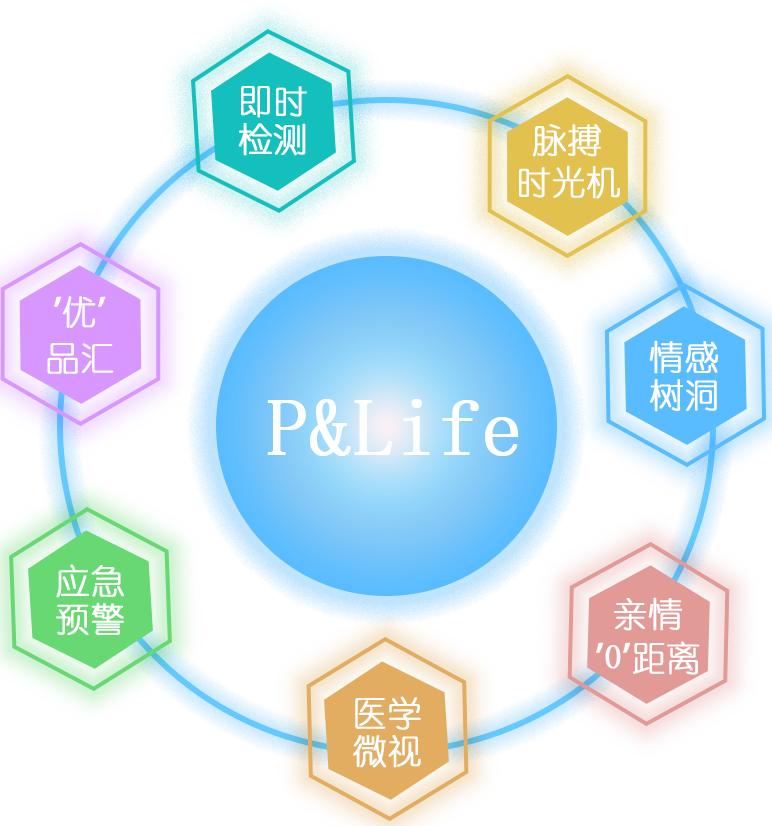 即时
检测
脉搏
时光机
'优'
品汇
情感
树洞
P&Life
应急
预警
亲情
'0'距离
医学
微视